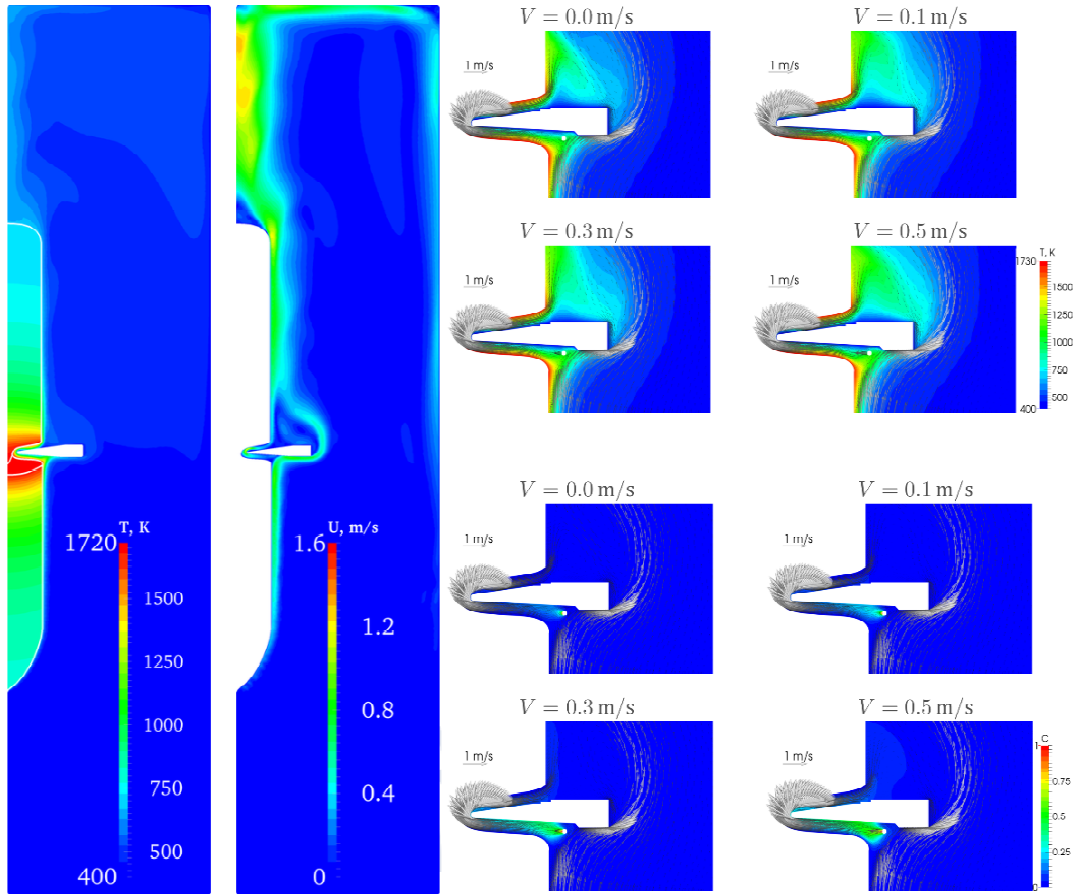 T, K
1720
1500
1250
1000
750
500
400
U, m/s
1.6
1.2
0.8
0.4
0
V = 0.0 m/s
1 m/s
V = 0.1 m/s
1 m/s
V = 0.3 m/s
1 m/s
V = 0.5 m/s
1 m/s
T, K
1730
1500
1250
1000
750
500
400
V = 0.0 m/s
1 m/s
V = 0.1 m/s
1 m/s
V = 0.3 m/s
1 m/s
V = 0.5 m/s
1 m/s
C
1
0.75
0.5
0.25
0